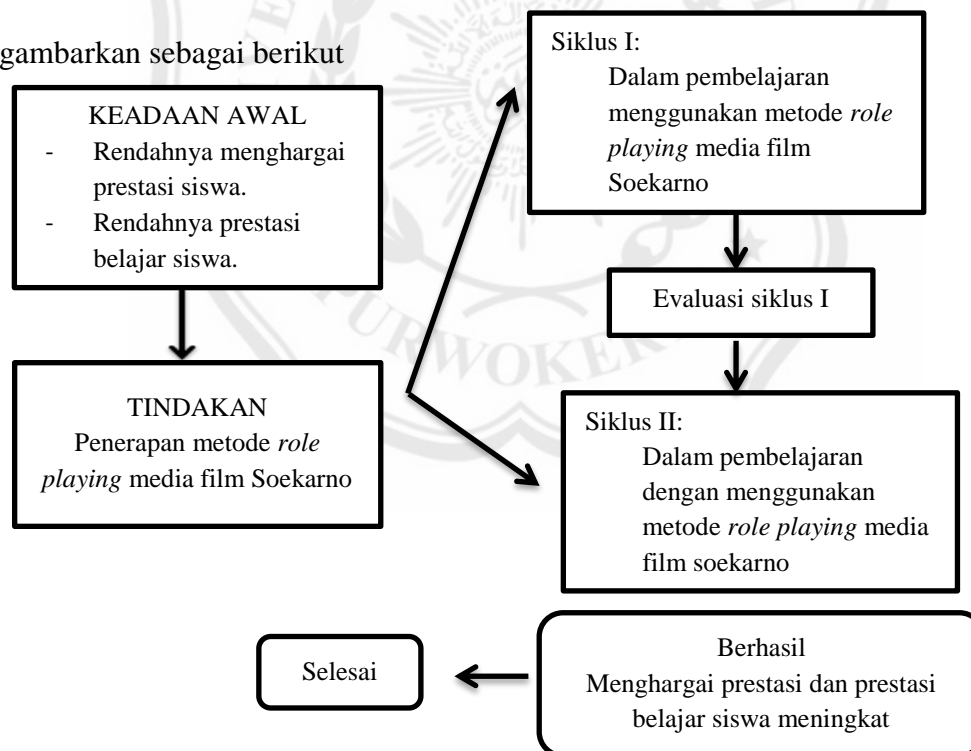 gambarkan sebagai berikut
KEADAAN AWAL
- Rendahnya menghargai
prestasi siswa.
- Rendahnya prestasi
belajar siswa.
TINDAKAN
Penerapan metode role
playing media film Soekarno
Siklus I:
Dalam pembelajaran
menggunakan metode role
playing media film
Soekarno
Evaluasi siklus I
Siklus II:
Dalam pembelajaran
dengan menggunakan
metode role playing media
film soekarno
Berhasil
Menghargai prestasi dan prestasi
belajar siswa meningkat
Selesai